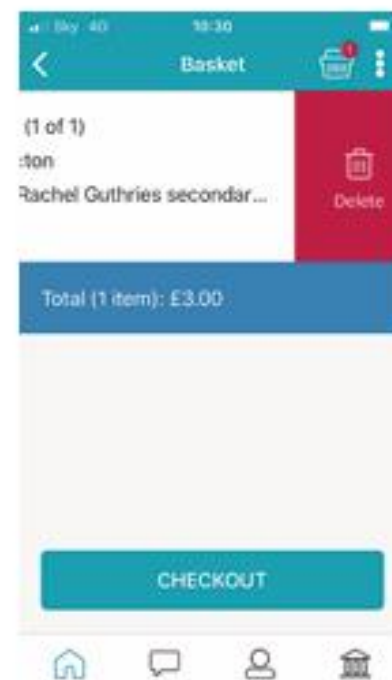 Sky 4G 10:30
Basket
1
(1 of 1)
ton
Rachel Guthries secondar...
Delete
Total (1 item): £3.00
CHECKOUT